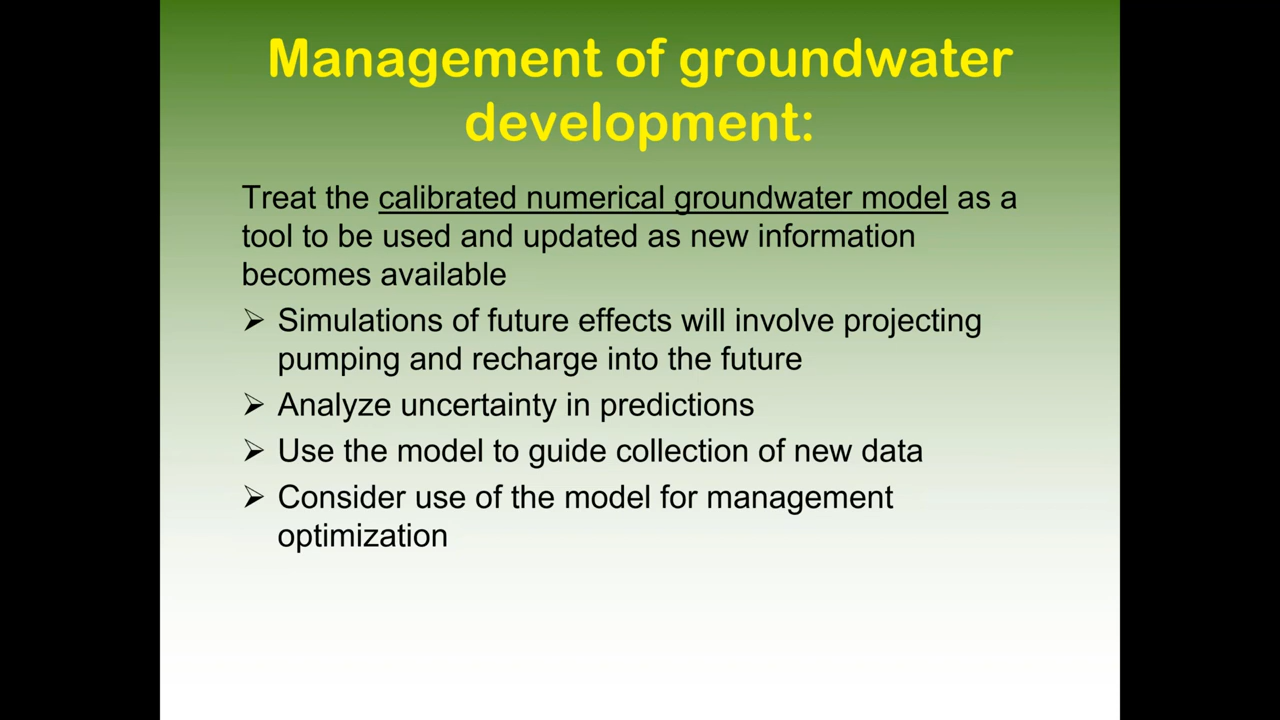 Management of groundwater
development:
Treat the calibrated numerical groundwater model as a
tool to be used and updated as new information
becomes available
➢ Simulations of future effects will involve projecting
pumping and recharge into the future
➢ Analyze uncertainty in predictions
➢ Use the model to guide collection of new data
➢ Consider use of the model for management
optimization